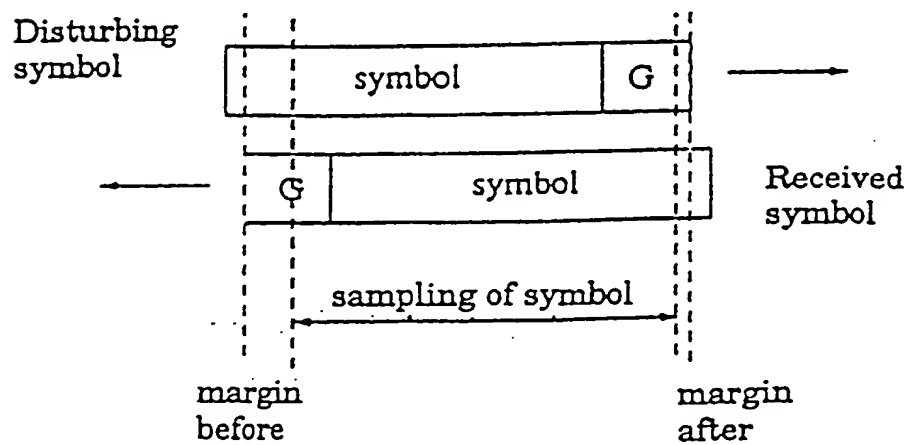 Disturbing
symbol
symbol
G
G
symbol
Received
symbol
sampling of symbol
margin
before
margin
after